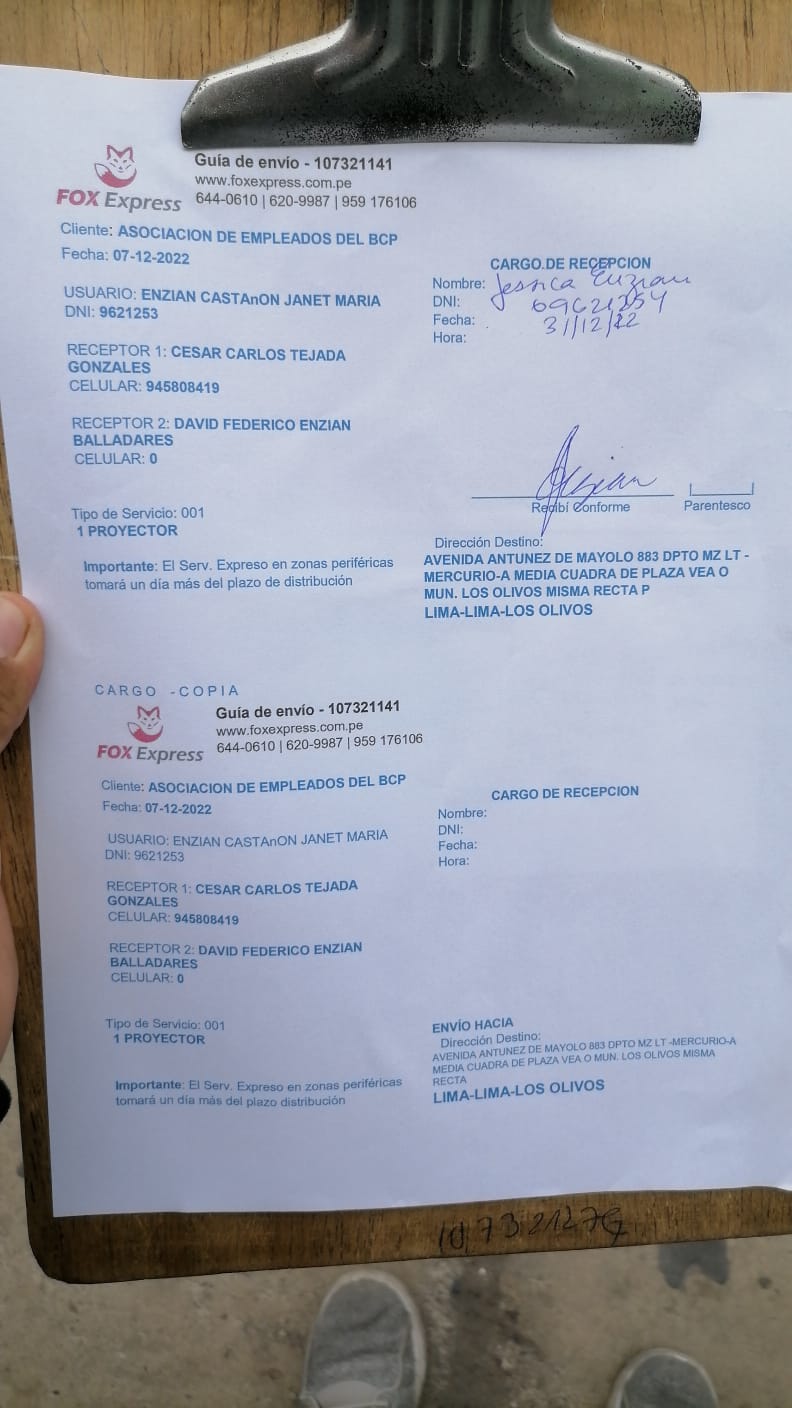 FOX Express
Guía de envío - 107321141
www.foxexpress.com.pe
644-0610 | 620-9987 | 959 176106
Cliente: ASOCIACION DE EMPLEADOS DEL BCP
Fecha: 07-12-2022
USUARIO: ENZIAN CASTAnON JANET MARIA
DNI: 9621253
RECEPTOR 1: CESAR CARLOS TEJADA
GONZALES
CELULAR: 945808419
RECEPTOR 2: DAVID FEDERICO ENZIAN
BALLADARES
CELULAR: 0
Tipo de Servicio: 001
1 PROYECTOR
Importante: El Serv. Expreso en zonas periféricas
tomará un día más del plazo de distribución
CARGO.DE RECEPCION
Nombre: Jessica Enzian
DNI: 09621254
Fecha: 31/12/22
Hora:
Recibí Conforme
Parentesco
Dirección Destino:
AVENIDA ANTUNEZ DE MAYOLO 883 DPTO MZ LT -
MERCURIO-A MEDIA CUADRA DE PLAZA VEA O
MUN. LOS OLIVOS MISMA RECTA P
LIMA-LIMA-LOS OLIVOS
CARGO -COPIA
FOX Express
Guía de envío - 107321141
www.foxexpress.com.pe
644-0610 | 620-9987 | 959 176106
Cliente: ASOCIACION DE EMPLEADOS DEL BCP
Fecha: 07-12-2022
USUARIO: ENZIAN CASTAnON JANET MARIA
DNI: 9621253
RECEPTOR 1: CESAR CARLOS TEJADA
GONZALES
CELULAR: 945808419
RECEPTOR 2: DAVID FEDERICO ENZIAN
BALLADARES
CELULAR: 0
Tipo de Servicio: 001
1 PROYECTOR
Importante: El Serv. Expreso en zonas periféricas
tomará un día más del plazo distribución
CARGO DE RECEPCION
Nombre:
DNI:
Fecha:
Hora:
ENVÍO HACIA
Dirección Destino:
AVENIDA ANTUNEZ DE MAYOLO 883 DPTO MZ LT -MERCURIO-A
MEDIA CUADRA DE PLAZA VEA O MUN. LOS OLIVOS MISMA
RECTA
LIMA-LIMA-LOS OLIVOS